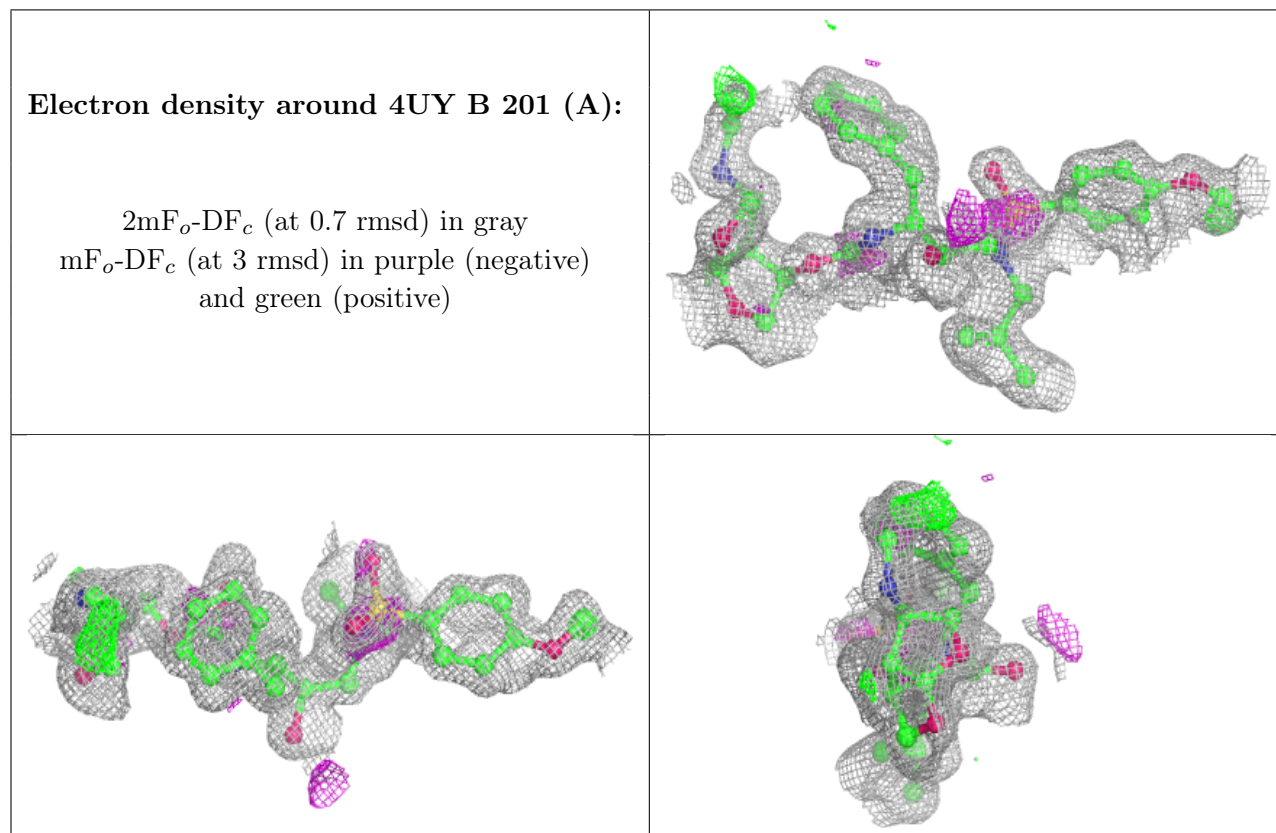 Electron density around 4UY B 201 (A):
2mFₒ-DF𝒸 (at 0.7 rmsd) in gray
mFₒ-DF𝒸 (at 3 rmsd) in purple (negative)
and green (positive)